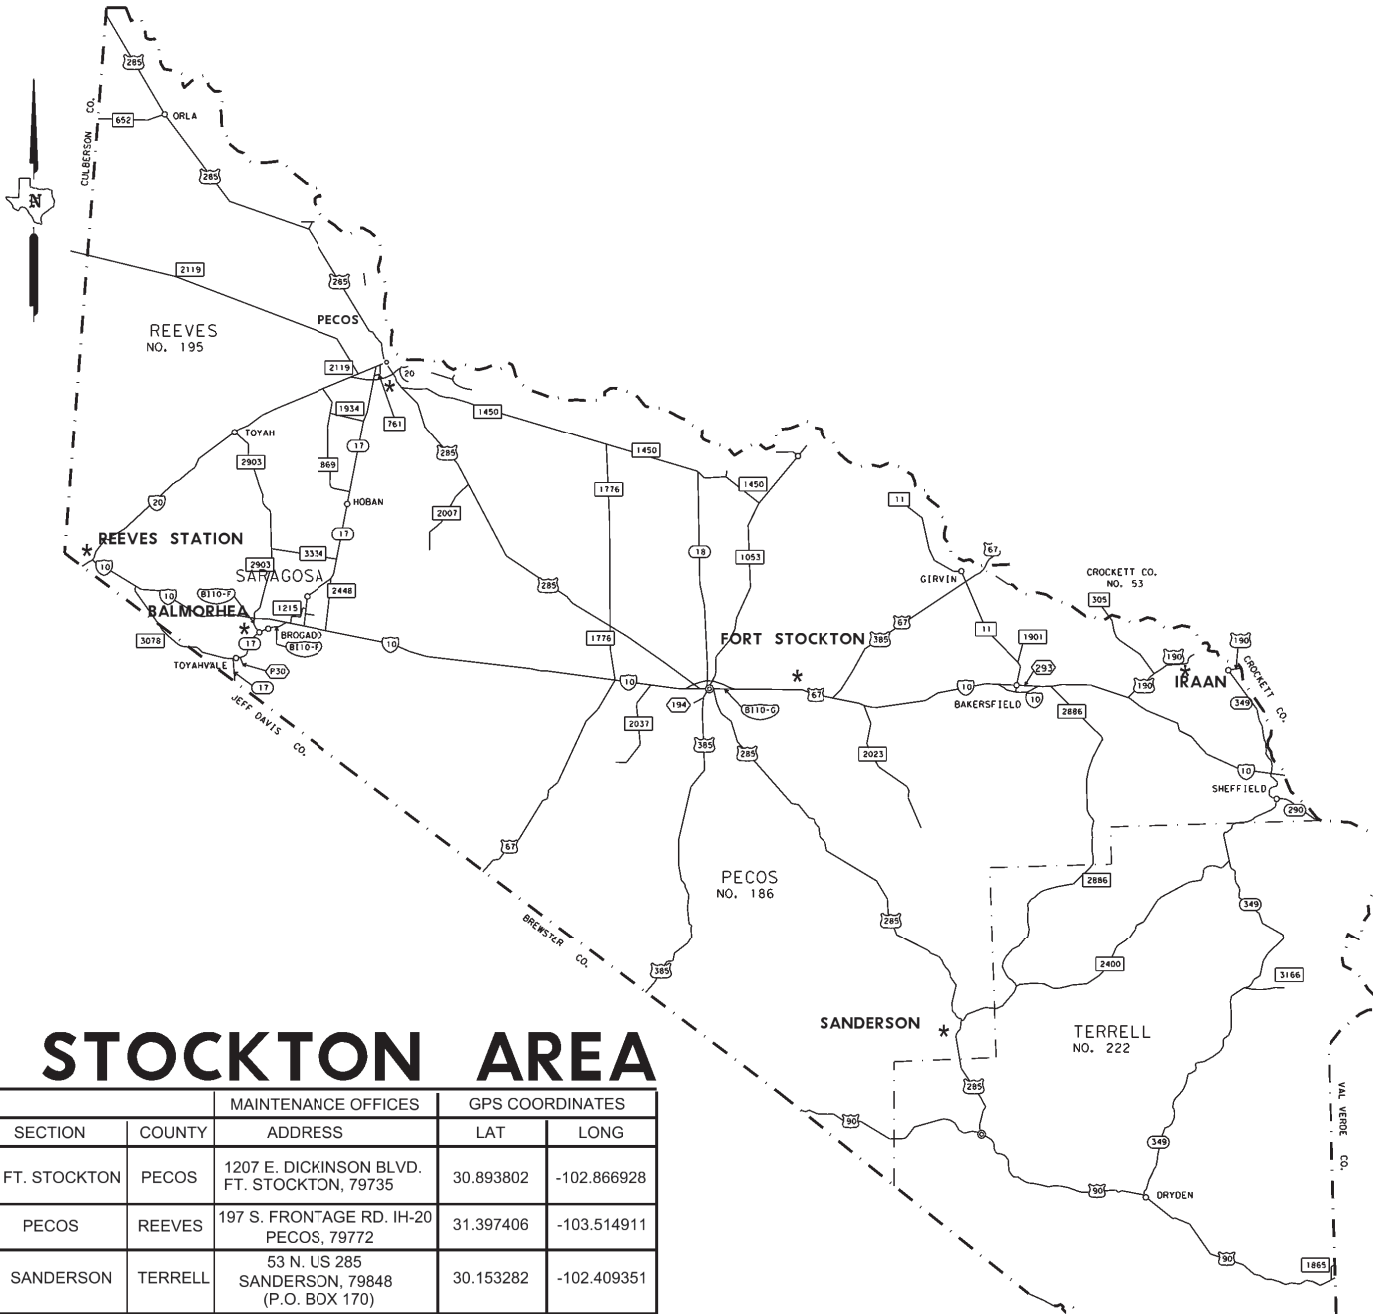 285
CULBERSON CO.
652
ORLA
285
N
2119
285
REEVES
NO. 195
PECOS
2119
20
1934
761
1450
17
TOYAH
2903
869
285
1450
1776
1450
11
20
HOBAN
2007
17
18
1053
REEVES STATION
3334
67
10
2903
SARAGOSA
GIRVIN
CROCKETT CO.
NO. 53
285
10
BI10-F
2448
305
BALMORHEA
1215
3078
17
BROGADO
BI10-F
10
1776
FORT STOCKTON
385
67
11
1901
190
TOYAHVALE
P30
17
293
190
IRAAN
190
CROCKETT CO.
JEFF DAVIS CO.
10
194
BI10-G
67
10
BAKERSFIELD
10
2886
349
2037
385
285
2023
10
SHEFFIELD
290
67
PECOS
NO. 186
2886
BREWSTER CO.
285
349
385
2400
3166
SANDERSON
TERRELL
NO. 222
285
90
VAL VERDE CO.
349
90
DRYDEN
90
1865
STOCKTON AREA
MAINTENANCE OFFICES GPS COORDINATES
SECTION COUNTY ADDRESS LAT LONG
FT. STOCKTON PECOS 1207 E. DICKINSON BLVD. FT. STOCKTON, 79735 30.893802 -102.866928
PECOS REEVES 197 S. FRONTAGE RD. IH-20 PECOS, 79772 31.397406 -103.514911
SANDERSON TERRELL 53 N. US 285 SANDERSON, 79848 (P.O. BOX 170) 30.153282 -102.409351